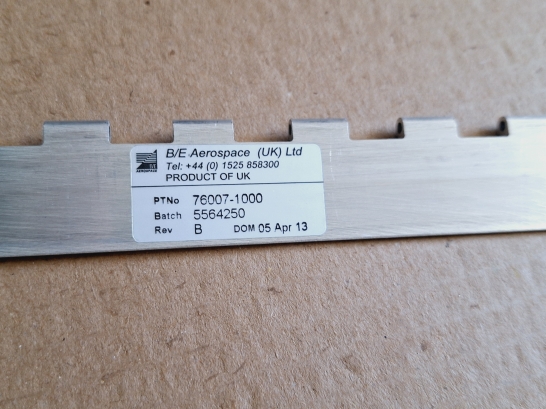 B/E Aerospace (UK) Ltd
Tel: +44 (0) 1525 858300
PRODUCT OF UK
AEROSPACE
PTNo 76007-1000
Batch 5564250
Rev B DOM 05 Apr 13